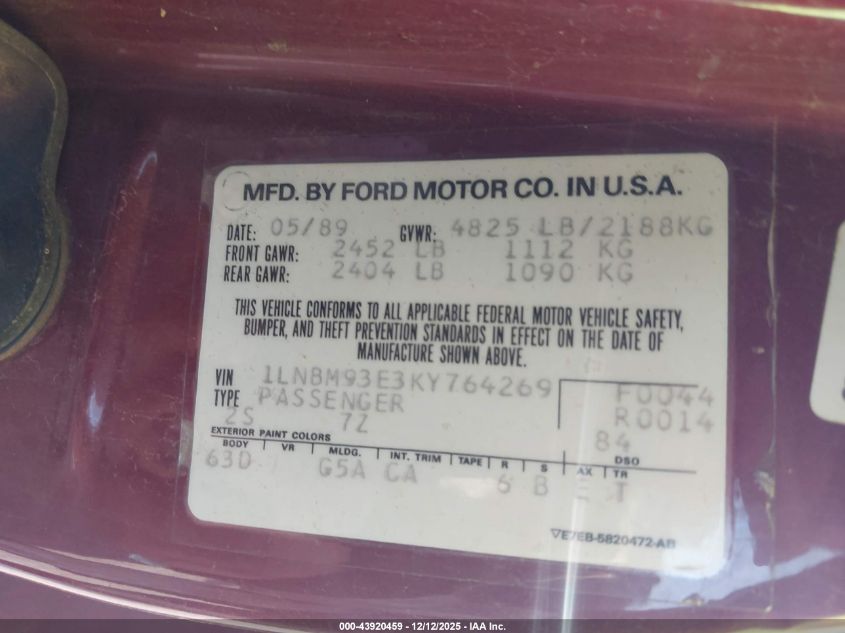 MFD. BY FORD MOTOR CO. IN U.S.A.
DATE: 05/89 GVWR: 4825 LB/2188KG
FRONT GAWR: 2452 LB 1112 KG
REAR GAWR: 2404 LB 1090 KG
THIS VEHICLE CONFORMS TO ALL APPLICABLE FEDERAL MOTOR VEHICLE SAFETY,
BUMPER, AND THEFT PREVENTION STANDARDS IN EFFECT ON THE DATE OF
MANUFACTURE SHOWN ABOVE.
VIN 1LNBM93E3KY764269 F0044
TYPE PASSENGER R0014
2S 7Z 84
EXTERIOR PAINT COLORS DSO
BODY VR MLDG. INT. TRIM TAPE R S AX TR
63D G5A CA 6 B E T
E7EB-5820472-AB
000-43920459 - 12/12/2025 - IAA Inc.